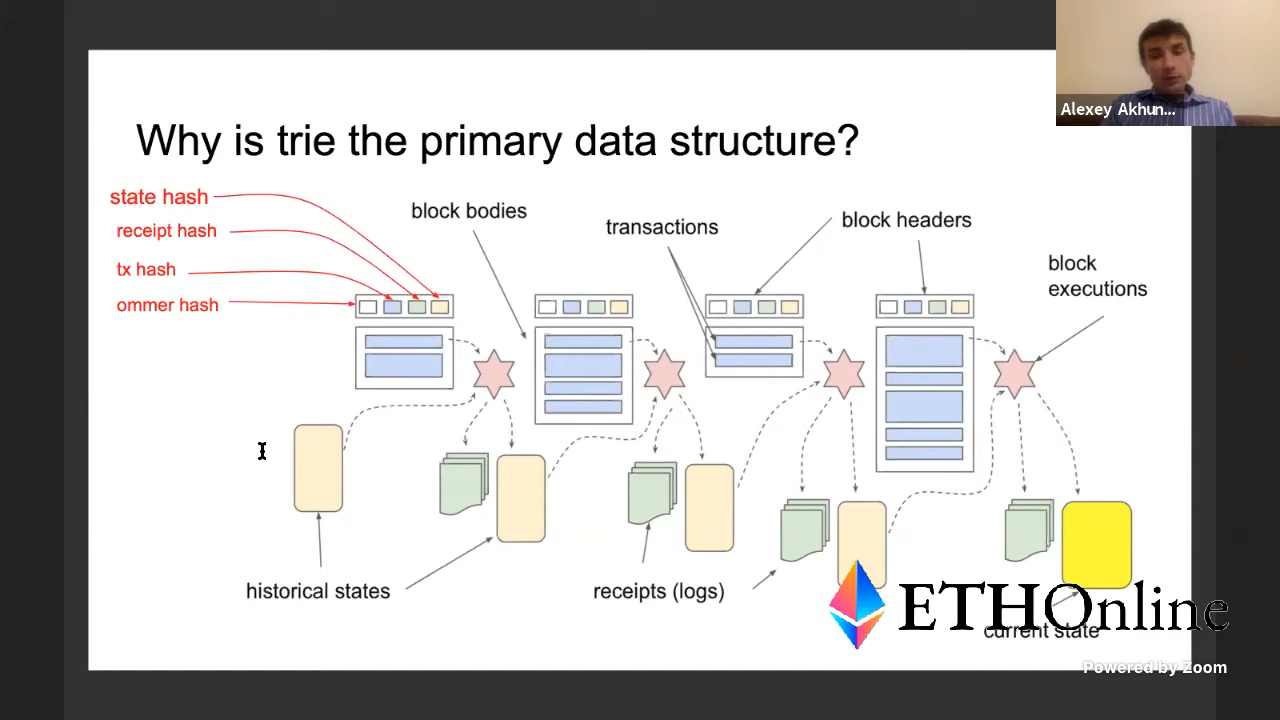 Alexey Akhun...
Why is trie the primary data structure?
state hash
receipt hash
tx hash
ommer hash
block bodies
transactions
block headers
block
executions
historical states
receipts (logs)
current state
ETHOnline
Powered by Zoom